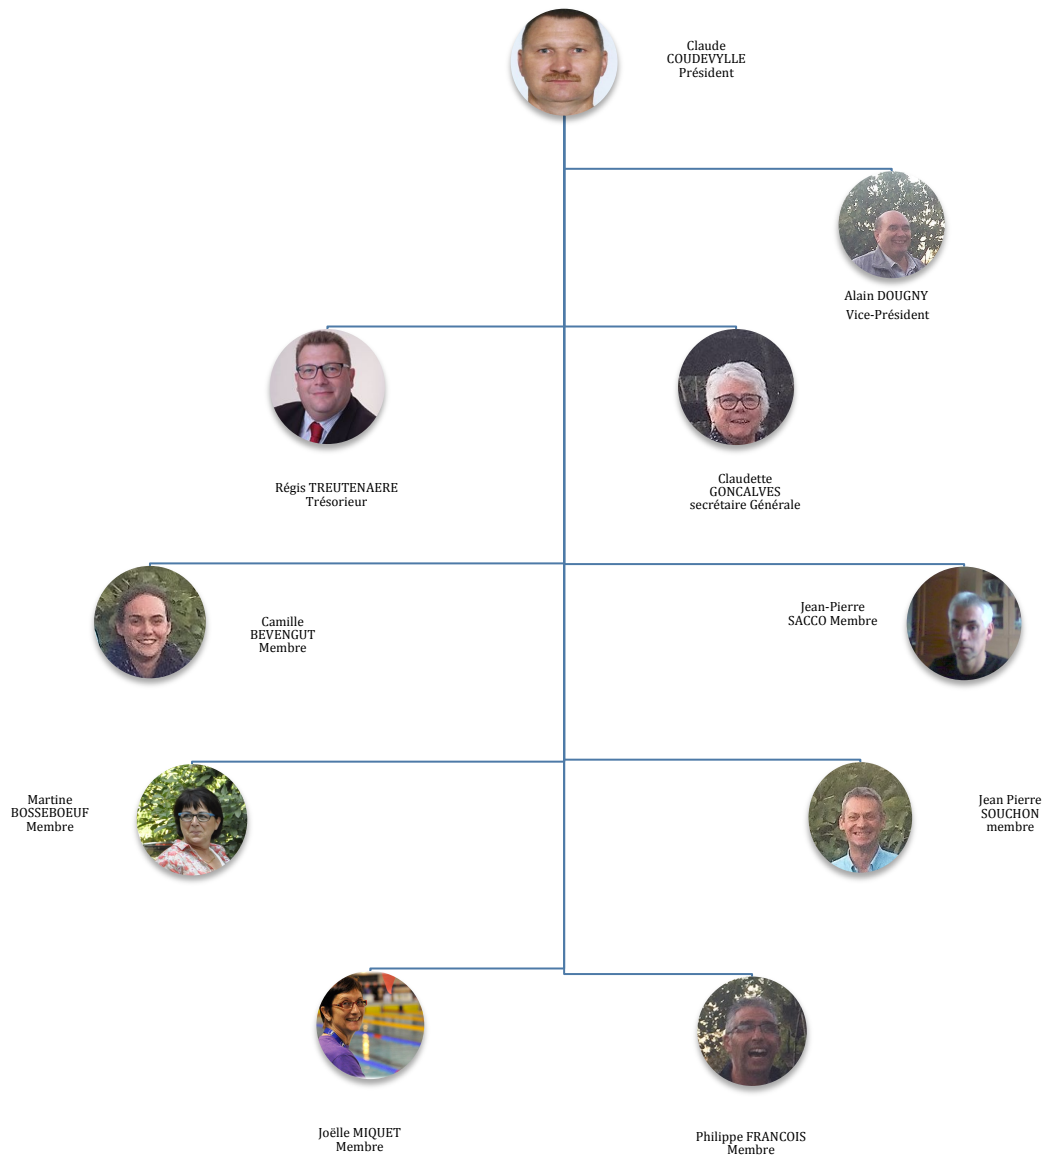 Claude
COUDEVYLLE
Président
Alain DOUGNY
Vice-Président
Régis TREUTENAERE
Trésorieur
Claudette
GONCALVES
secrétaire Générale
Camille
BEVENGUT
Membre
Jean-Pierre
SACCO Membre
Martine
BOSSEBOEUF
Membre
Jean Pierre
SOUCHON
membre
Joëlle MIQUET
Membre
Philippe FRANCOIS
Membre